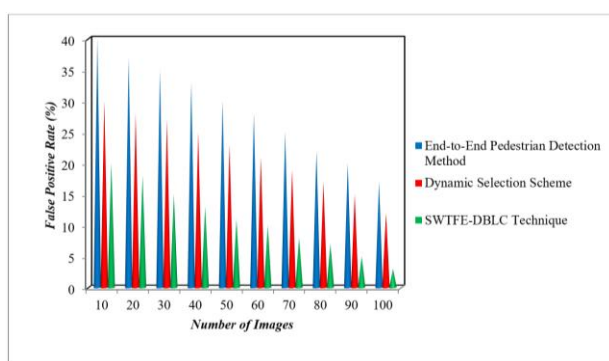 40
35
30
25
20
15
10
5
0
False Positive Rate (%)
10 20 30 40 50 60 70 80 90 100
Number of Images
End-to-End Pedestrian Detection
Method
Dynamic Selection Scheme
SWTFE-DBLC Technique